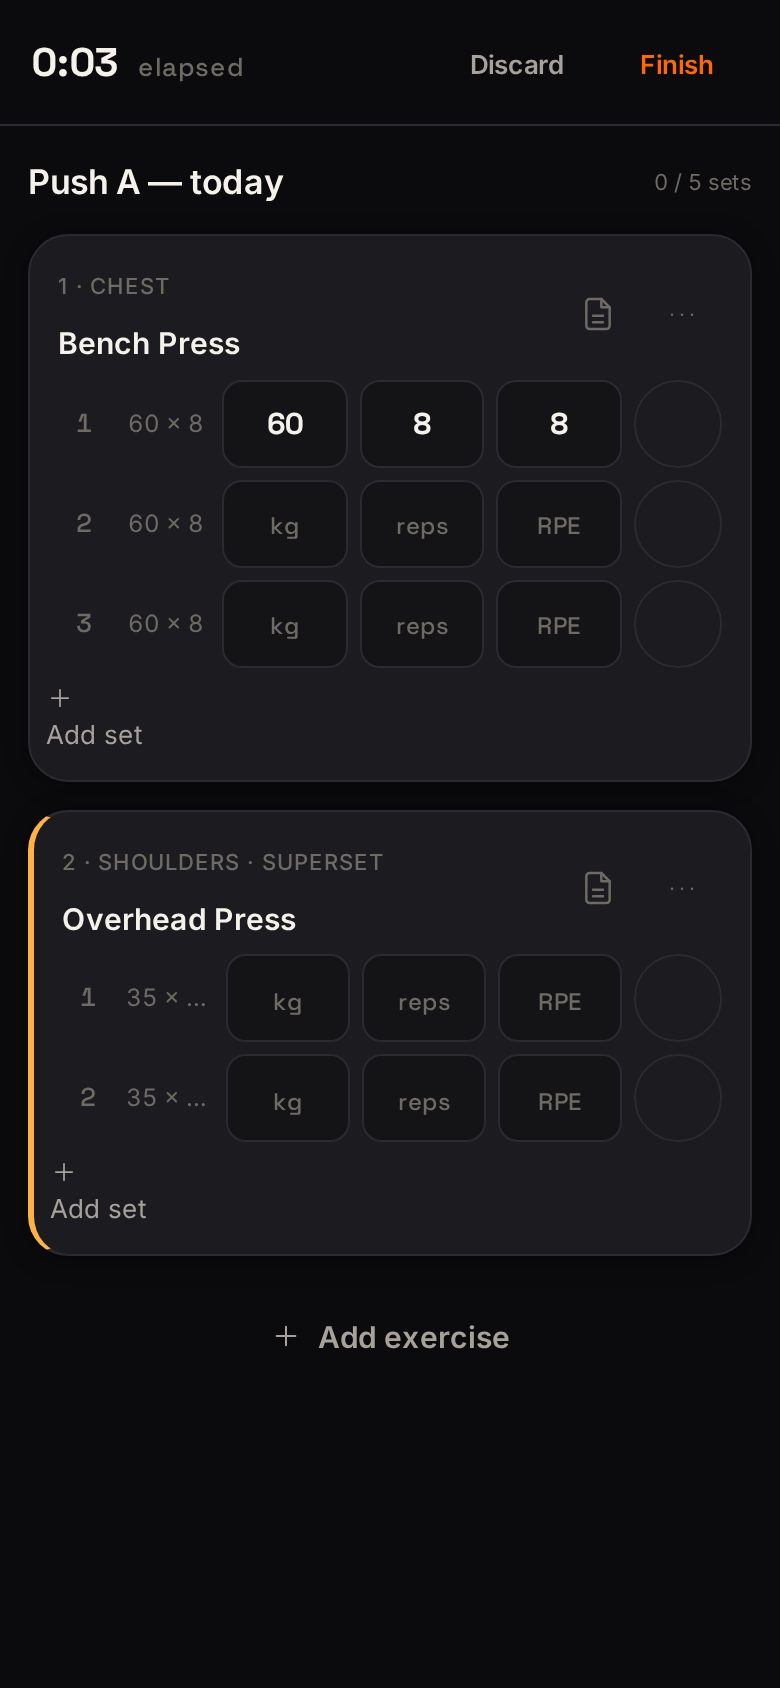 0:03 elapsed Discard Finish
Push A — today 0 / 5 sets
1 · CHEST
Bench Press
1 60 × 8 60 8 8
2 60 × 8 kg reps RPE
3 60 × 8 kg reps RPE
+
Add set
2 · SHOULDERS · SUPERSET
Overhead Press
1 35 × ... kg reps RPE
2 35 × ... kg reps RPE
+
Add set
+ Add exercise